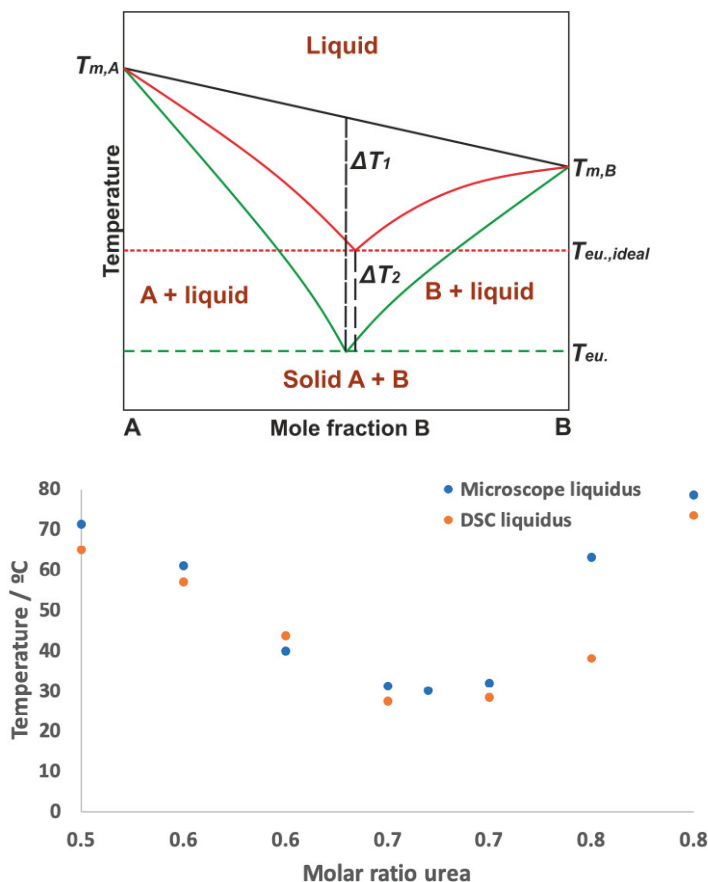 Liquid
Tm,A
ΔT1
Tm,B
Temperature
Teu.,ideal
ΔT2
A + liquid
B + liquid
Teu.
Solid A + B
A
Mole fraction B
B
80
Microscope liquidus
70
DSC liquidus
60
50
40
30
20
10
0
Temperature / ºC
0.5 0.6 0.6 0.7 0.7 0.8 0.8
Molar ratio urea